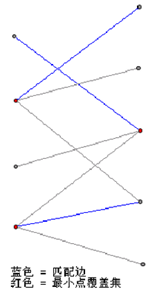 蓝色 = 匹配边
红色 = 最小点覆盖集